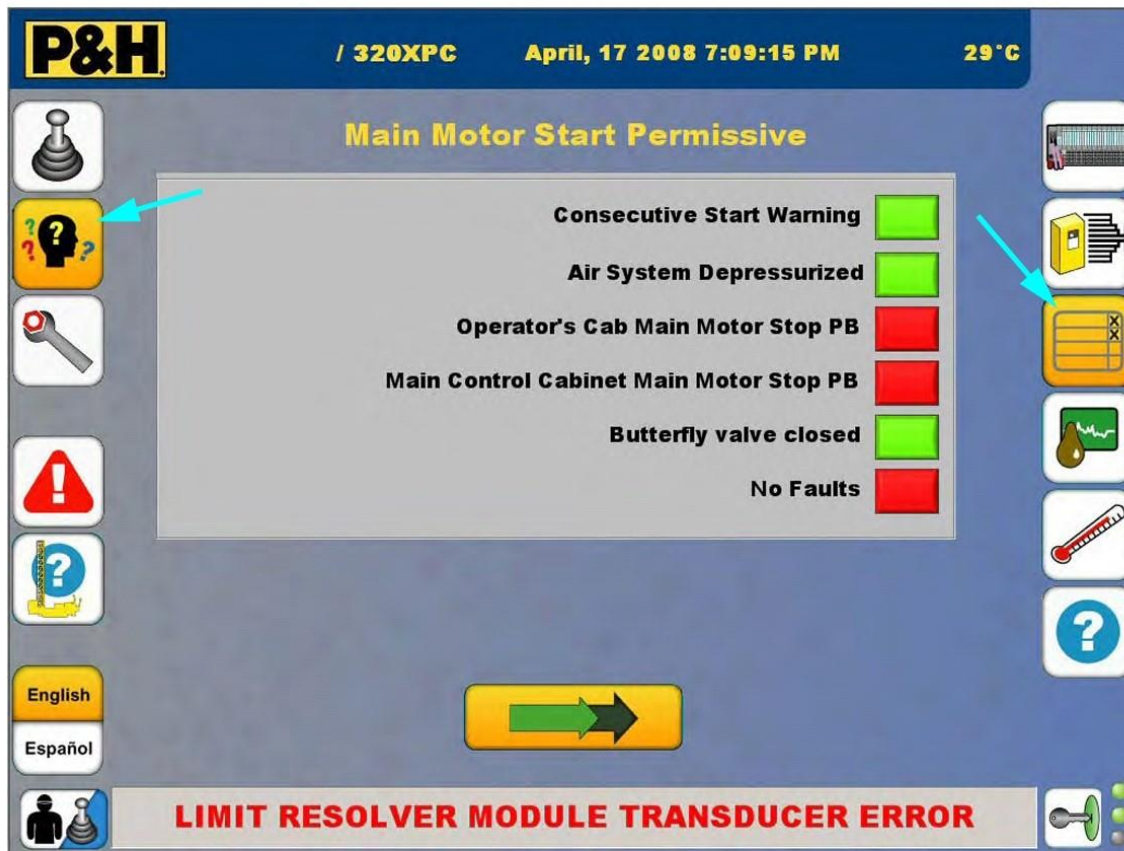 P&H.
/ 320XPC April, 17 2008 7:09:15 PM 29°C
Main Motor Start Permissive
Consecutive Start Warning
Air System Depressurized
Operator's Cab Main Motor Stop PB
Main Control Cabinet Main Motor Stop PB
Butterfly valve closed
No Faults
? ? ? ?
X
X
!
?
?
English
Español
LIMIT RESOLVER MODULE TRANSDUCER ERROR